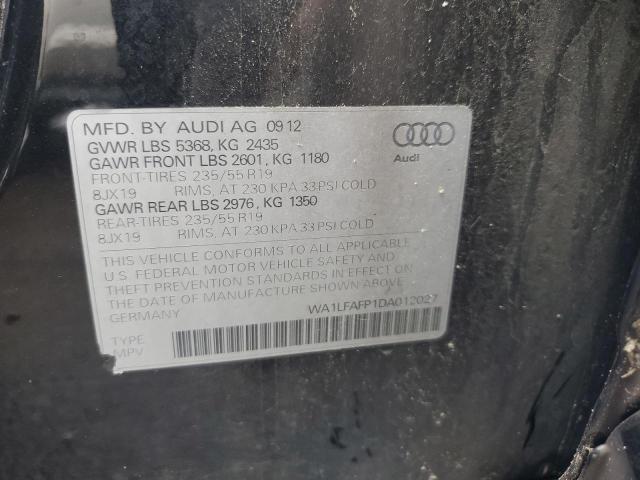 MFD. BY AUDI AG 09 12
GVWR LBS 5368, KG 2435
GAWR FRONT LBS 2601, KG 1180
FRONT-TIRES 235/55 R19
8JX19 RIMS, AT 230 KPA 33 PSI COLD
GAWR REAR LBS 2976, KG 1350
REAR-TIRES 235/55 R19
8JX19 RIMS, AT 230 KPA 33 PSI COLD
Audi
THIS VEHICLE CONFORMS TO ALL APPLICABLE
U.S. FEDERAL MOTOR VEHICLE SAFETY AND
THEFT PREVENTION STANDARDS IN EFFECT ON
THE DATE OF MANUFACTURE SHOWN ABOVE
GERMANY
WA1LFAFP1DA012027
TYPE
MPV